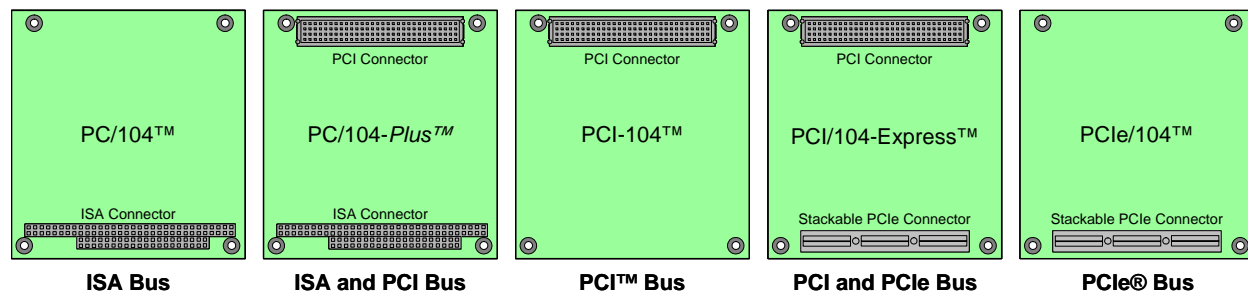 PCI Connector
PCI Connector
PCI Connector
PC/104™
PC/104-Plus™
PCI-104™
PCI/104-Express™
PCIe/104™
ISA Connector
ISA Connector
Stackable PCIe Connector
Stackable PCIe Connector
ISA Bus
ISA and PCI Bus
PCI™ Bus
PCI and PCIe Bus
PCIe® Bus